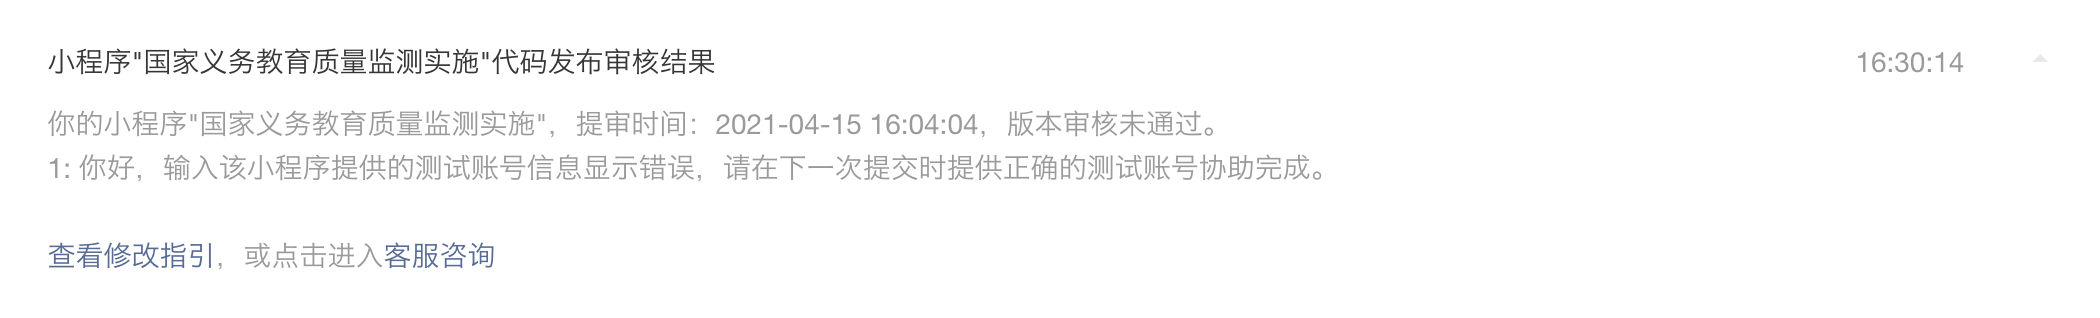 小程序"国家义务教育质量监测实施"代码发布审核结果 16:30:14
你的小程序"国家义务教育质量监测实施"，提审时间：2021-04-15 16:04:04，版本审核未通过。
1: 你好，输入该小程序提供的测试账号信息显示错误，请在下一次提交时提供正确的测试账号协助完成。
查看修改指引，或点击进入客服咨询